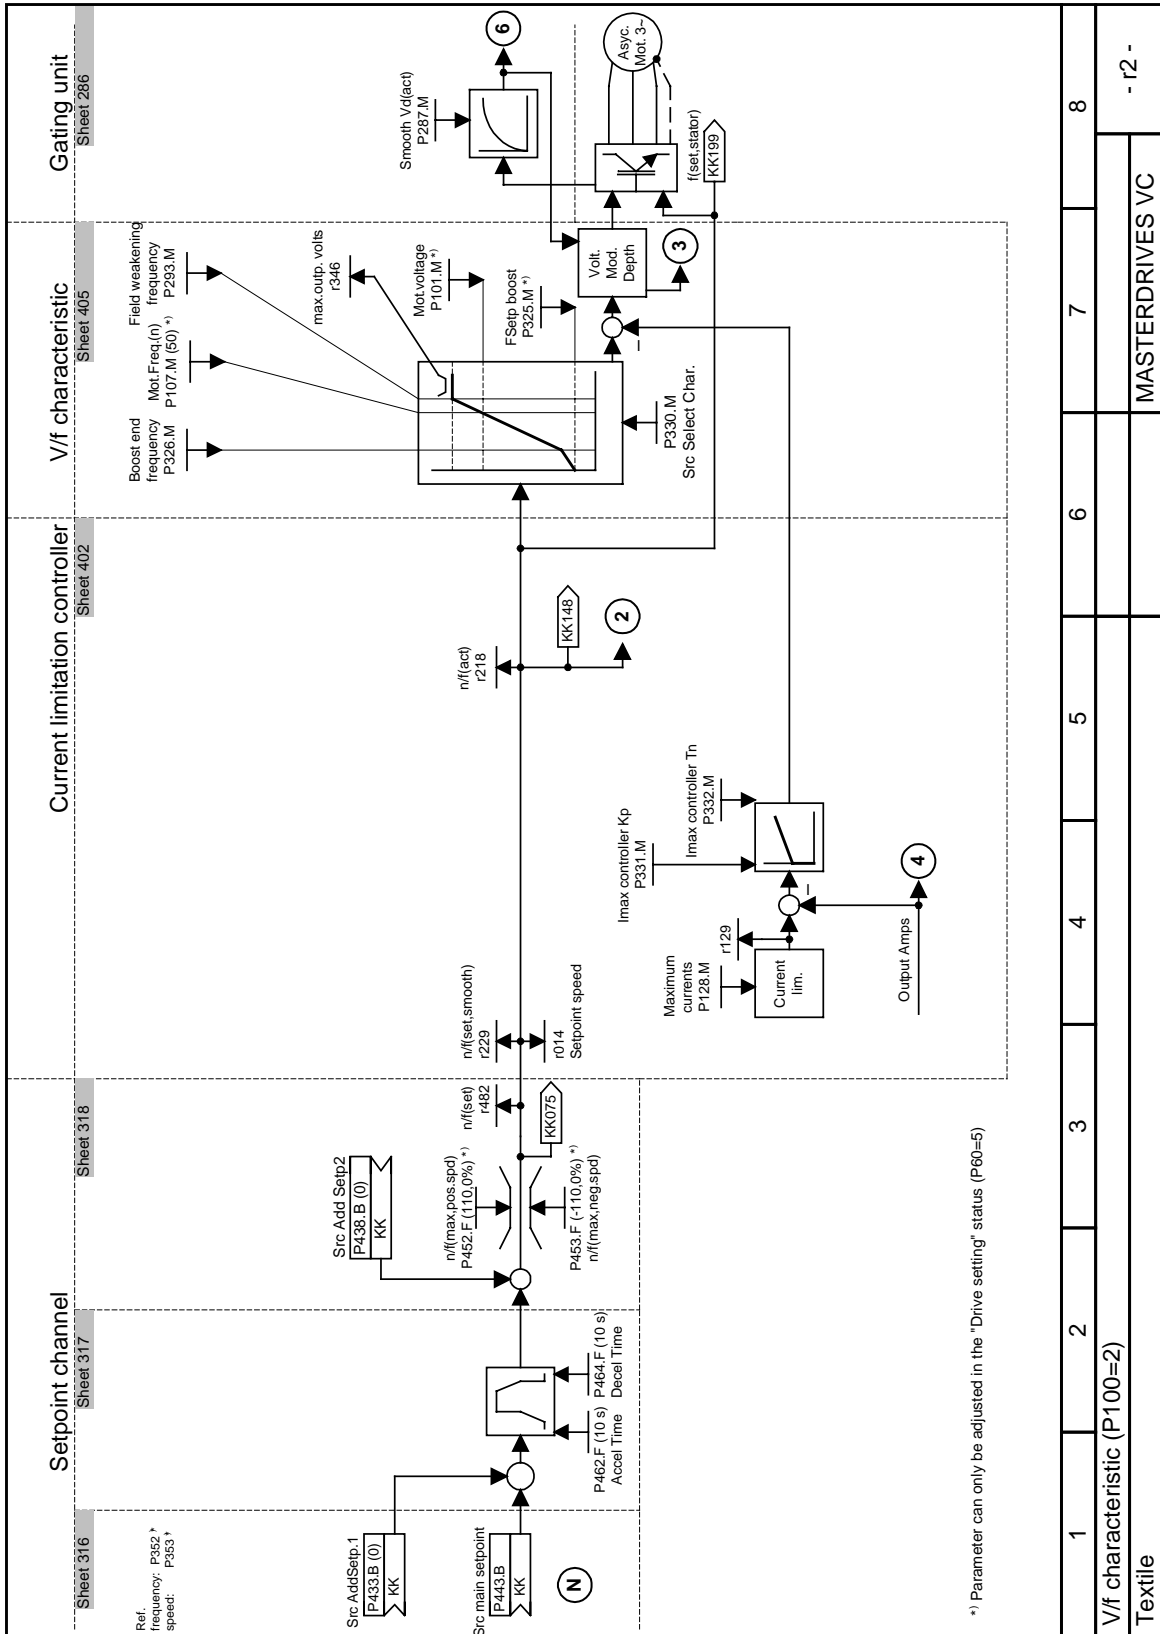 Setpoint channel
Current limitation controller
V/f characteristic
Gating unit
Sheet 316
Sheet 317
Sheet 318
Sheet 402
Sheet 405
Sheet 286
Ref.
frequency: P352 *)
speed: P353 *)
Src AddSetp.1
P433.B (0)
KK
Src main setpoint
P443.B
KK
N
P462.F (10 s)
Accel Time
P464.F (10 s)
Decel Time
Src Add Setp2
P438.B (0)
KK
n/f(max,pos.spd)
P452.F (110,0%) *)
P453.F (-110,0%) *)
n/f(max,neg.spd)
KK075
n/f(set)
r482
n/f(set,smooth)
r229
r014
Setpoint speed
Maximum
currents
P128.M
r129
Current
lim.
Output Amps
4
Imax controller Kp
P331.M
Imax controller Tn
P332.M
n/f(act)
r218
KK148
2
Boost end
frequency
P326.M
Mot.Freq,(n)
P107.M (50) *)
Field weakening
frequency
P293.M
max.outp. volts
r346
Mot.voltage
P101.M *)
FSetp boost
P325.M *)
P330.M
Src Select Char.
Volt.
Mod.
Depth
3
Smooth Vd(act)
P287.M
6
Asyc.
Mot. 3~
f(set,stator)
KK199
*) Parameter can only be adjusted in the "Drive setting" status (P60=5)
1 2 3 4 5 6 7 8
V/f characteristic (P100=2)
Textile
MASTERDRIVES VC
- r2 -